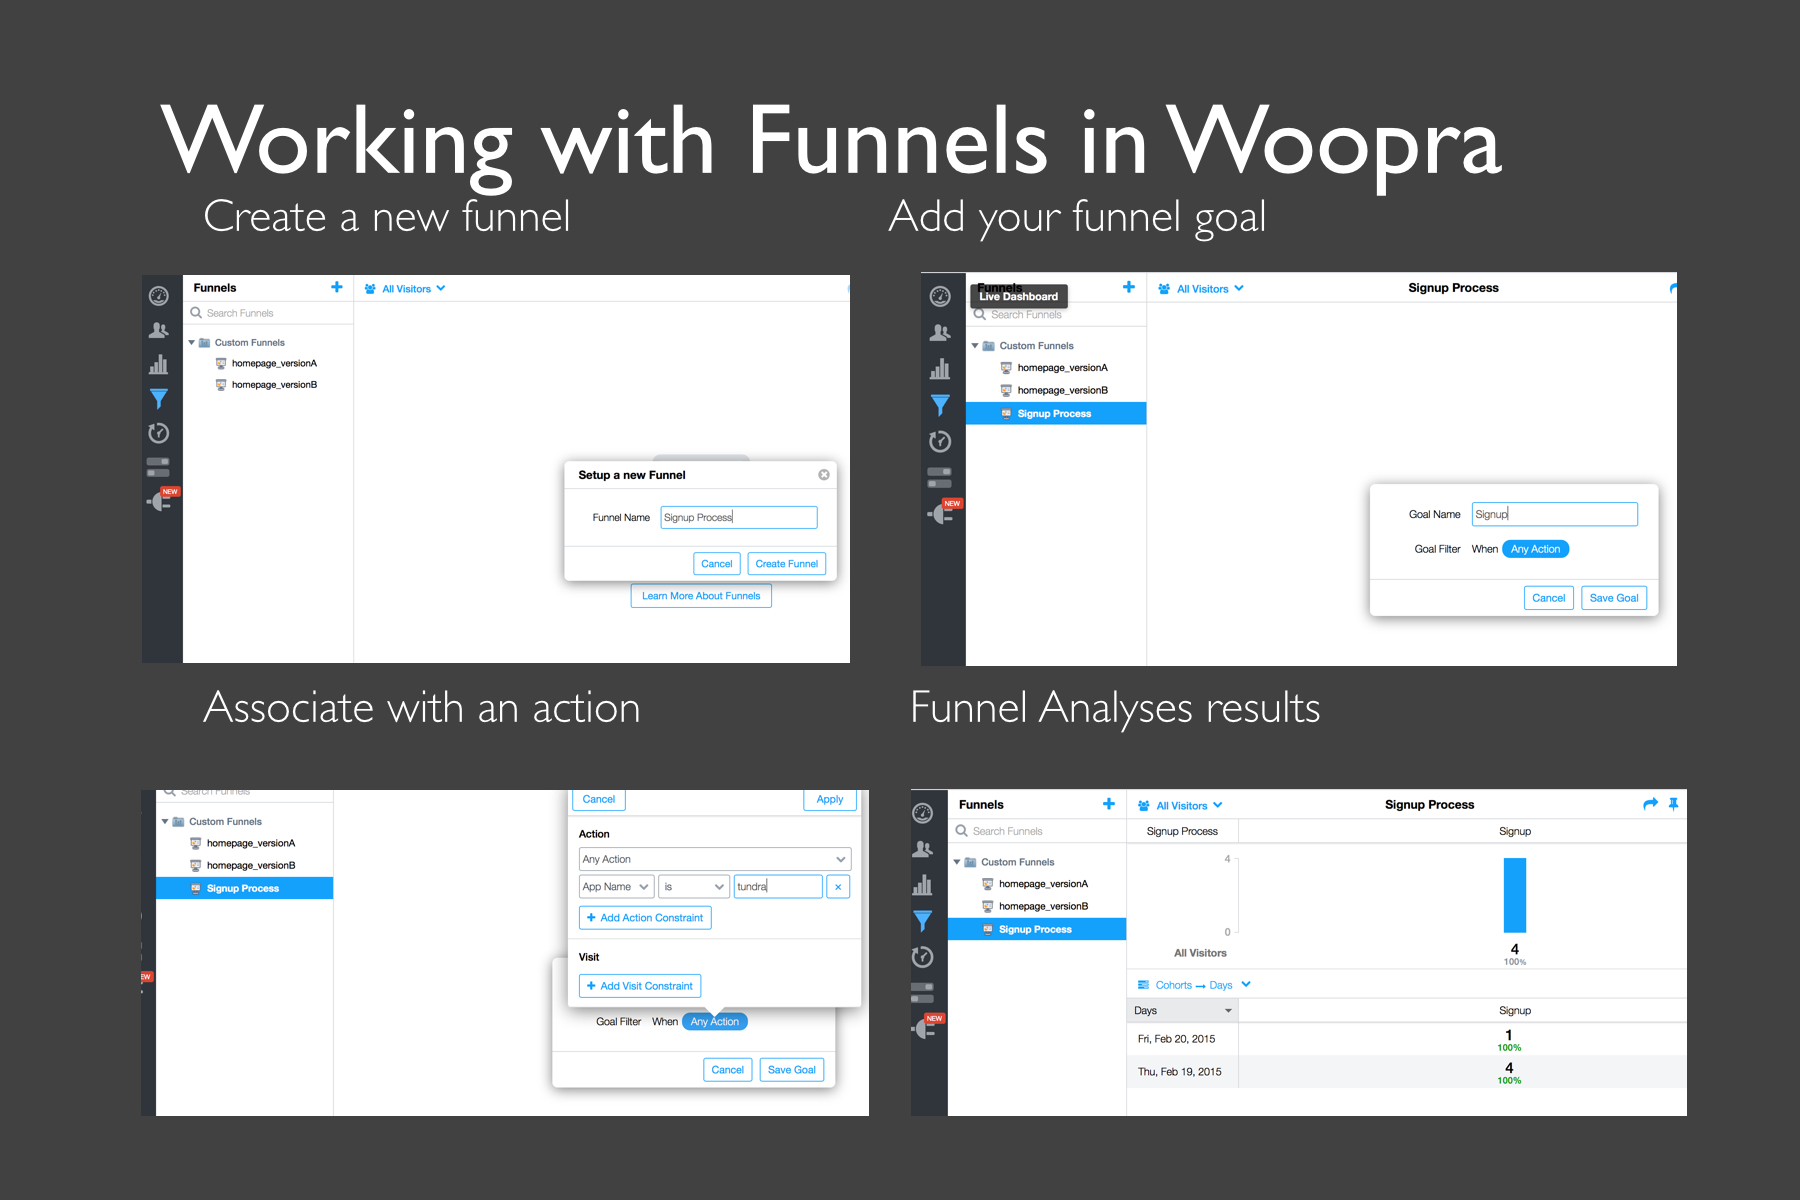 Working with Funnels in Woopra
Create a new funnel
Funnels
All Visitors
Search Funnels
Custom Funnels
homepage_versionA
homepage_versionB
NEW
Setup a new Funnel
Funnel Name Signup Process
Cancel Create Funnel
Learn More About Funnels
Add your funnel goal
Funnels
Live Dashboard
All Visitors
Signup Process
Search Funnels
Custom Funnels
homepage_versionA
homepage_versionB
Signup Process
NEW
Goal Name Signup
Goal Filter When Any Action
Cancel Save Goal
Associate with an action
Search Funnels
Custom Funnels
homepage_versionA
homepage_versionB
Signup Process
EW
Cancel Apply
Action
Any Action
App Name is tundra
Add Action Constraint
Visit
Add Visit Constraint
Goal Filter When Any Action
Cancel Save Goal
Funnel Analyses results
Funnels
All Visitors
Signup Process
Search Funnels
Custom Funnels
homepage_versionA
homepage_versionB
Signup Process
NEW
Signup Process Signup
4
0
All Visitors
4
100%
Cohorts → Days
Days Signup
Fri, Feb 20, 2015 1
100%
Thu, Feb 19, 2015 4
100%